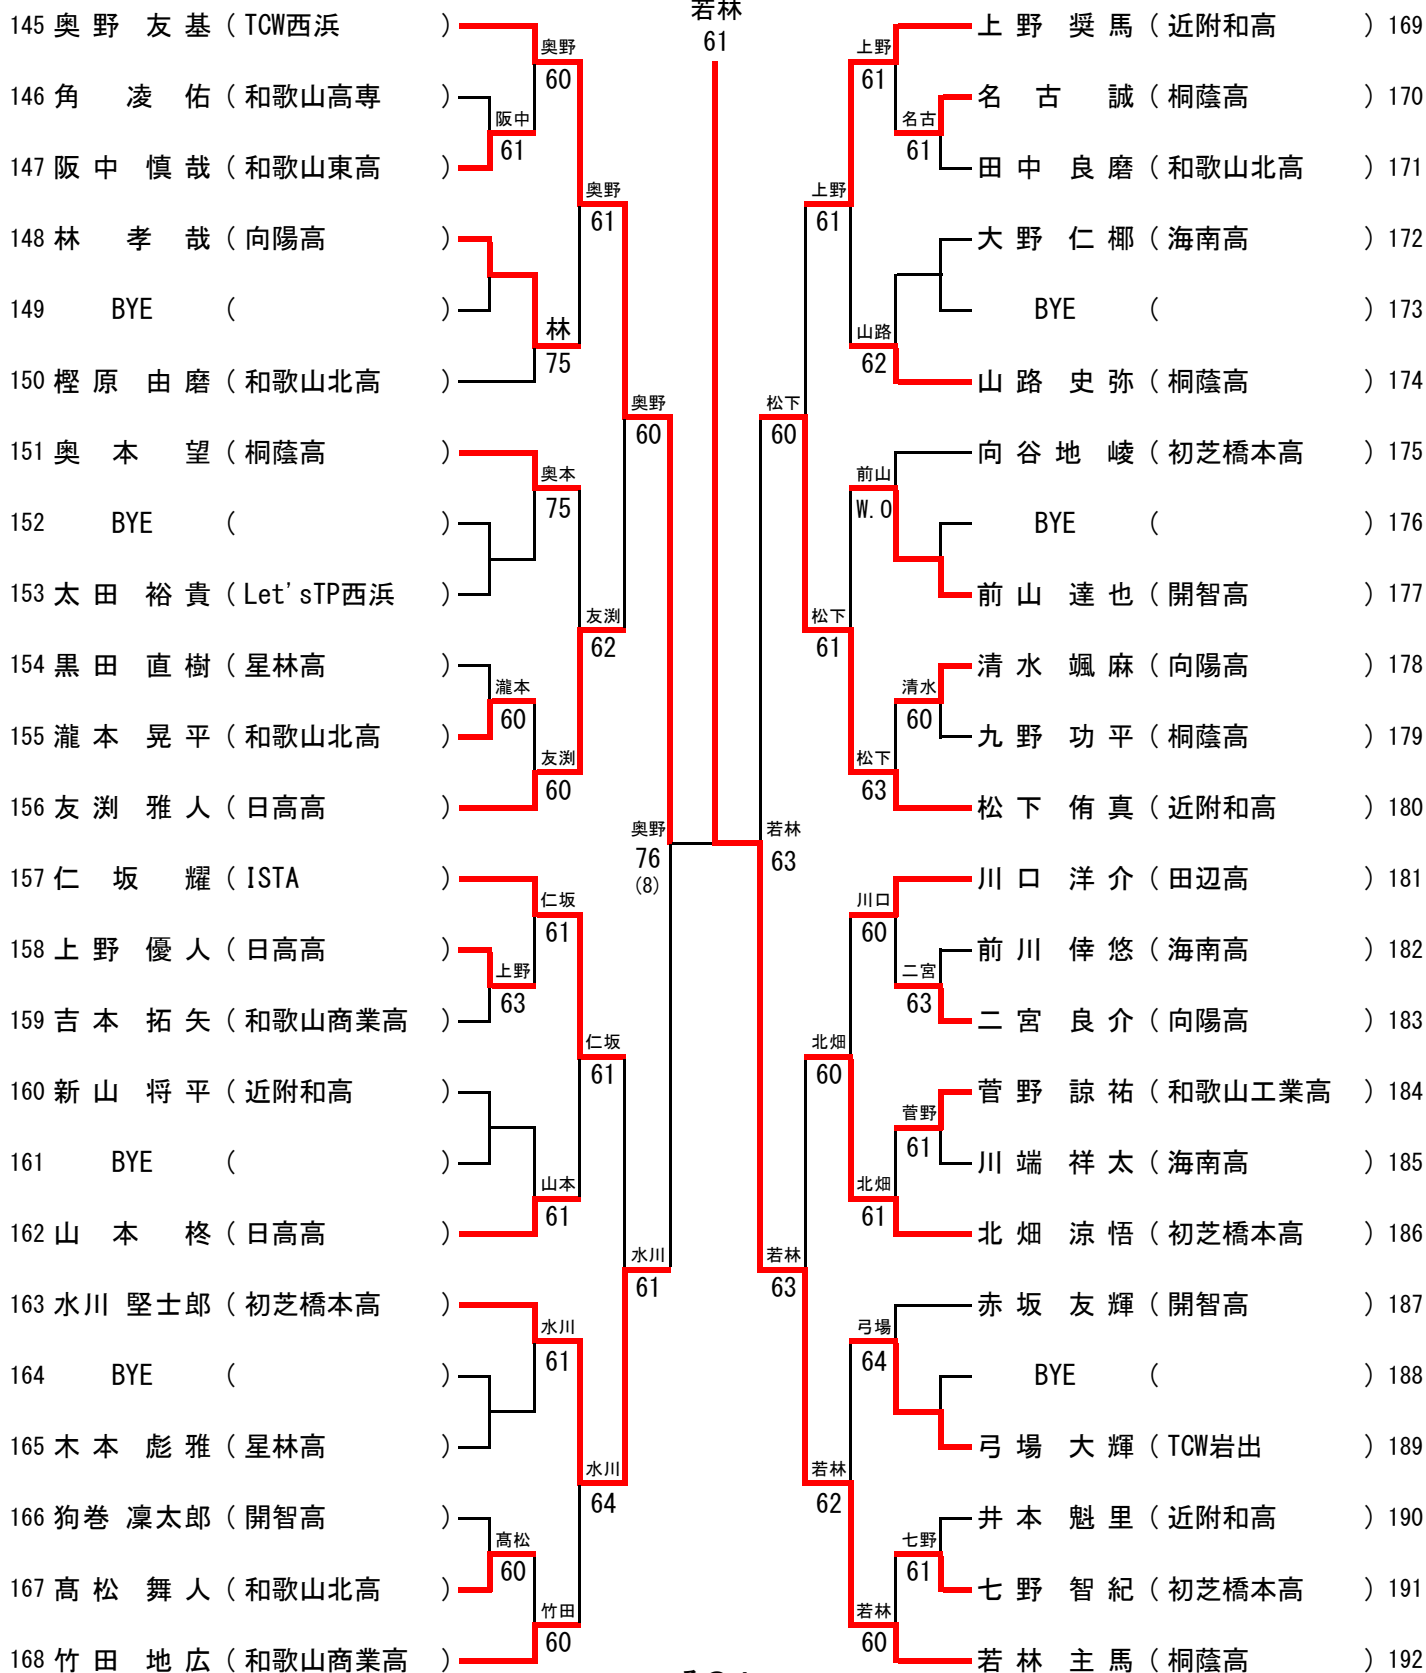 若林
61
145 奥野 友基 ( TCW西浜 )
奥野
60
146 角 凌佑 ( 和歌山高専 )
阪中
61
147 阪中 慎哉 ( 和歌山東高 )
奥野
61
148 林 孝哉 ( 向陽高 )
149 BYE ( )
林
75
150 樫原 由磨 ( 和歌山北高 )
奥野
60
151 奥本 望 ( 桐蔭高 )
奥本
75
152 BYE ( )
153 太田 裕貴 ( Let'sTP西浜 )
友渕
62
154 黒田 直樹 ( 星林高 )
瀧本
60
155 瀧本 晃平 ( 和歌山北高 )
友渕
60
156 友渕 雅人 ( 日高高 )
奥野
76
(8)
157 仁坂 耀 ( ISTA )
仁坂
61
158 上野 優人 ( 日高高 )
上野
63
159 吉本 拓矢 ( 和歌山商業高 )
仁坂
61
160 新山 将平 ( 近附和高 )
161 BYE ( )
山本
61
162 山本 柊 ( 日高高 )
水川
61
163 水川 堅士郎 ( 初芝橋本高 )
水川
61
164 BYE ( )
165 木本 彪雅 ( 星林高 )
水川
64
166 狗巻 凜太郎 ( 開智高 )
髙松
60
167 髙松 舞人 ( 和歌山北高 )
竹田
60
168 竹田 地広 ( 和歌山商業高 )
上野 奨馬 ( 近附和高 ) 169
上野
61
名古 誠 ( 桐蔭高 ) 170
名古
61
田中 良磨 ( 和歌山北高 ) 171
上野
61
大野 仁椰 ( 海南高 ) 172
BYE ( ) 173
山路
62
山路 史弥 ( 桐蔭高 ) 174
松下
60
向谷地 崚 ( 初芝橋本高 ) 175
前山
W.O
BYE ( ) 176
前山 達也 ( 開智高 ) 177
松下
61
清水 颯麻 ( 向陽高 ) 178
清水
60
九野 功平 ( 桐蔭高 ) 179
松下
63
松下 侑真 ( 近附和高 ) 180
若林
63
川口 洋介 ( 田辺高 ) 181
川口
60
前川 倖悠 ( 海南高 ) 182
二宮
63
二宮 良介 ( 向陽高 ) 183
北畑
60
菅野 諒祐 ( 和歌山工業高 ) 184
菅野
61
川端 祥太 ( 海南高 ) 185
北畑
61
北畑 涼悟 ( 初芝橋本高 ) 186
若林
63
赤坂 友輝 ( 開智高 ) 187
弓場
64
BYE ( ) 188
弓場 大輝 ( TCW岩出 ) 189
若林
62
井本 魁里 ( 近附和高 ) 190
七野
61
七野 智紀 ( 初芝橋本高 ) 191
若林
60
若林 主馬 ( 桐蔭高 ) 192